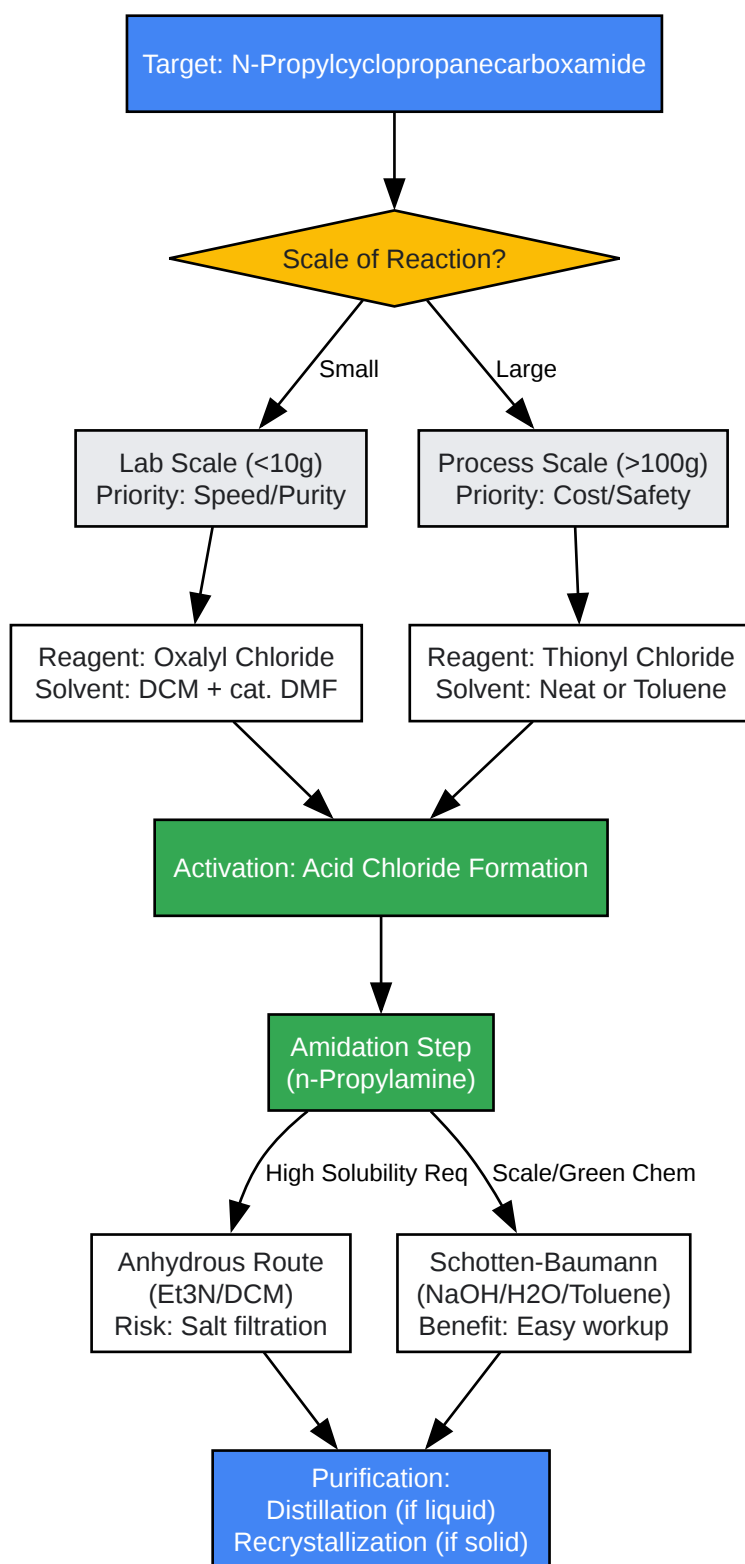 Target: N-Propylcyclopropanecarboxamide
Scale of Reaction?
Small
Large
Lab Scale (<10g)
Priority: Speed/Purity
Process Scale (>100g)
Priority: Cost/Safety
Reagent: Oxalyl Chloride
Solvent: DCM + cat. DMF
Reagent: Thionyl Chloride
Solvent: Neat or Toluene
Activation: Acid Chloride Formation
Amidation Step
(n-Propylamine)
High Solubility Req
Scale/Green Chem
Anhydrous Route
(Et3N/DCM)
Risk: Salt filtration
Schotten-Baumann
(NaOH/H2O/Toluene)
Benefit: Easy workup
Purification:
Distillation (if liquid)
Recrystallization (if solid)